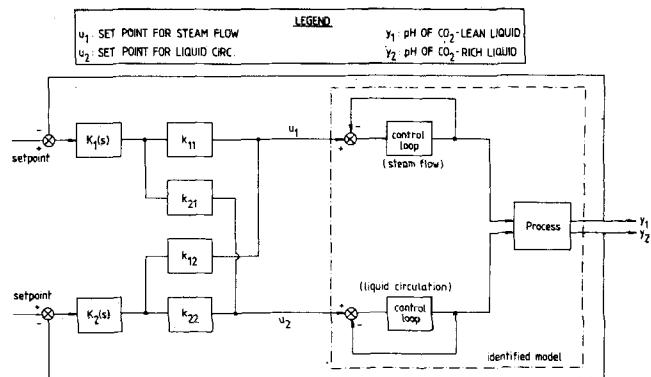 LEGEND
u₁ : SET POINT FOR STEAM FLOW
y₁ : pH OF CO₂-LEAN LIQUID
u₂ : SET POINT FOR LIQUID CIRC.
y₂ : pH OF CO₂-RICH LIQUID
setpoint
K₁(s)
k₁₁
u₁
control loop
(steam flow)
k₂₁
Process
y₁
y₂
k₁₂
setpoint
K₂(s)
k₂₂
u₂
(liquid circulation)
control loop
identified model